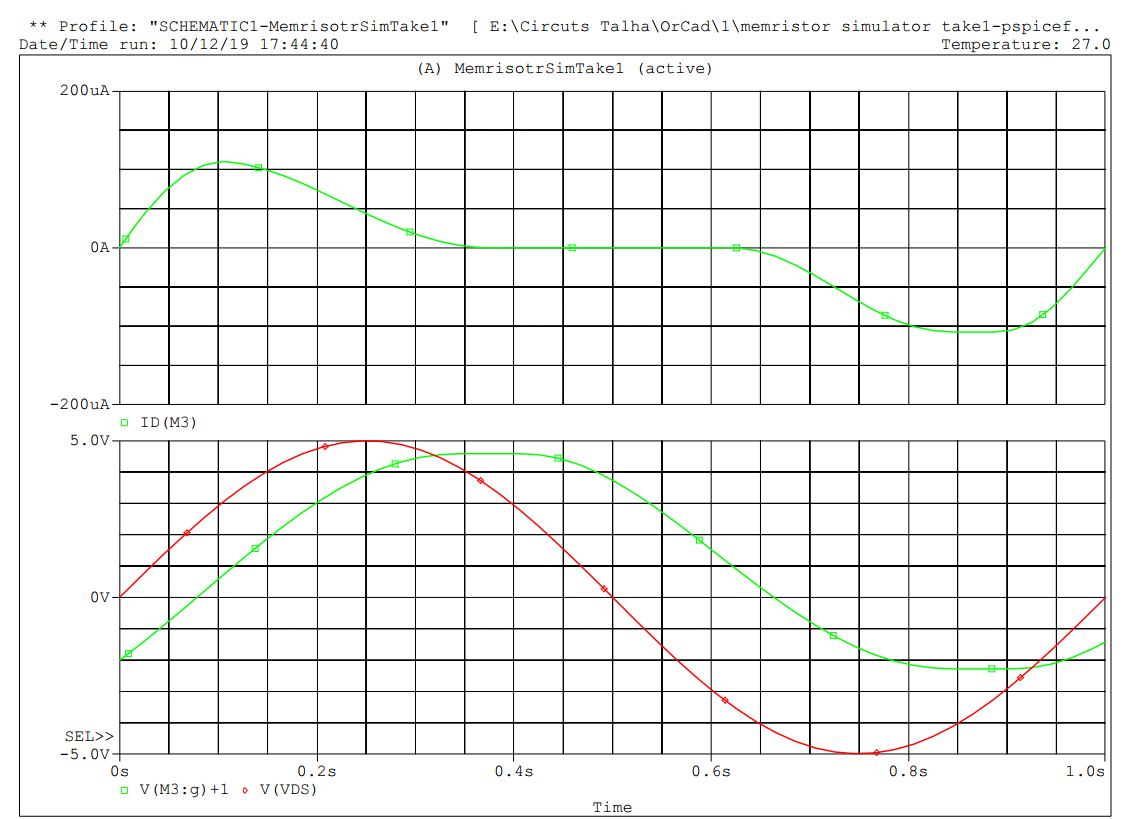 ** Profile: "SCHEMATIC1-MemrisotrSimTake1" [ E:\Circuts Talha\OrCad\1\memristor simulator take1-pspicef...
Date/Time run: 10/12/19 17:44:40 Temperature: 27.0
(A) MemrisotrSimTake1 (active)
200uA
0A
-200uA
ID(M3)
5.0V
0V
SEL>>
-5.0V
0s 0.2s 0.4s 0.6s 0.8s 1.0s
V(M3:g)+1 V(VDS)
Time